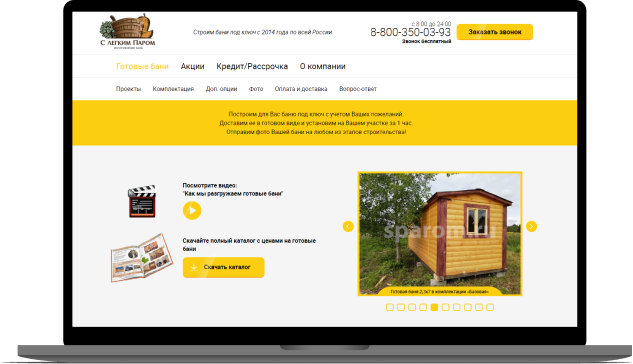 С ЛЕГКИМ ПАРОМ
Строим бани под ключ с 2014 года по всей России
с 8:00 до 24:00
8-800-350-03-93
Звонок бесплатный
Заказать звонок
Готовые бани Акции Кредит/Рассрочка О компании
Проекты Комплектация Доп. опции Фото Оплата и доставка Вопрос-ответ
Построим для Вас баню под ключ с учетом Ваших пожеланий.
Доставим ее в готовом виде и установим на Вашем участке за 1 час.
Отправим фото Вашей бани на любом из этапов строительства!
Посмотрите видео:
"Как мы разгружаем готовые бани"
Скачайте полный каталог с ценами на готовые
бани
Скачать каталог
sparom.ru
Готовая баня 2,3х7 в комплектации «Базовая»